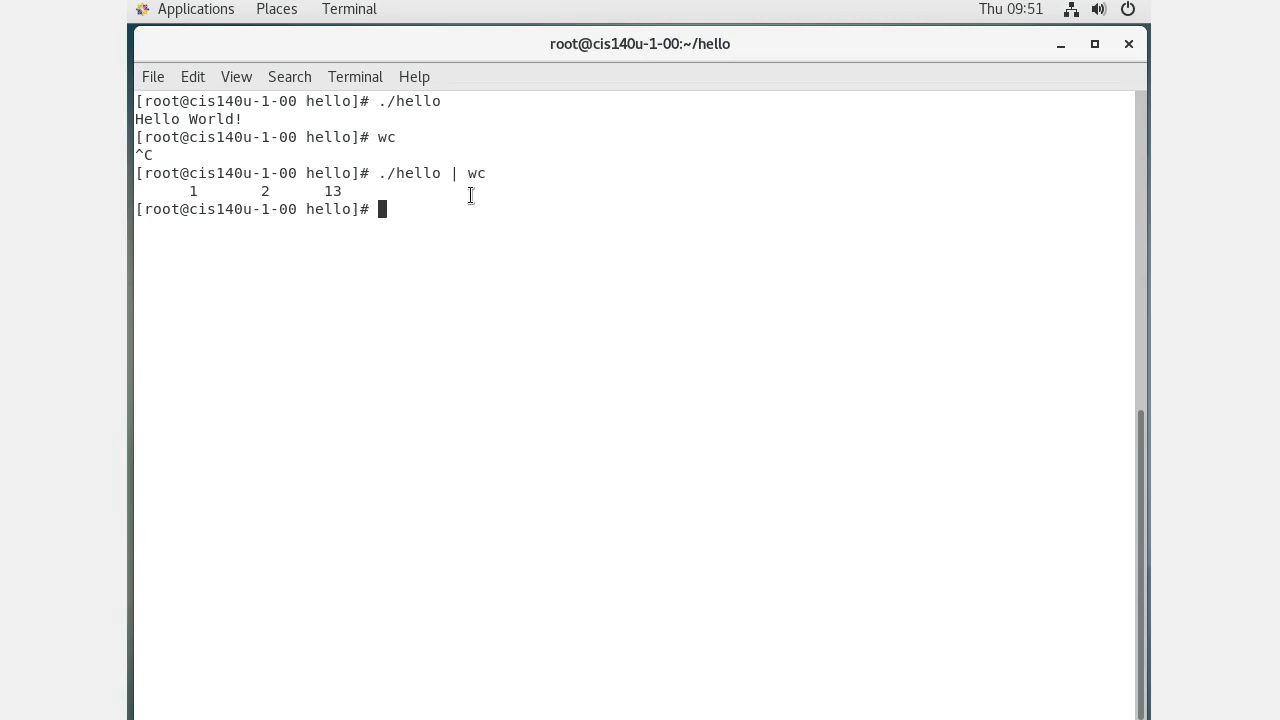 Applications Places Terminal Thu 09:51
root@cis140u-1-00:~/hello
File Edit View Search Terminal Help
[root@cis140u-1-00 hello]# ./hello
Hello World!
[root@cis140u-1-00 hello]# wc
^C
[root@cis140u-1-00 hello]# ./hello | wc
      1       2      13
[root@cis140u-1-00 hello]#